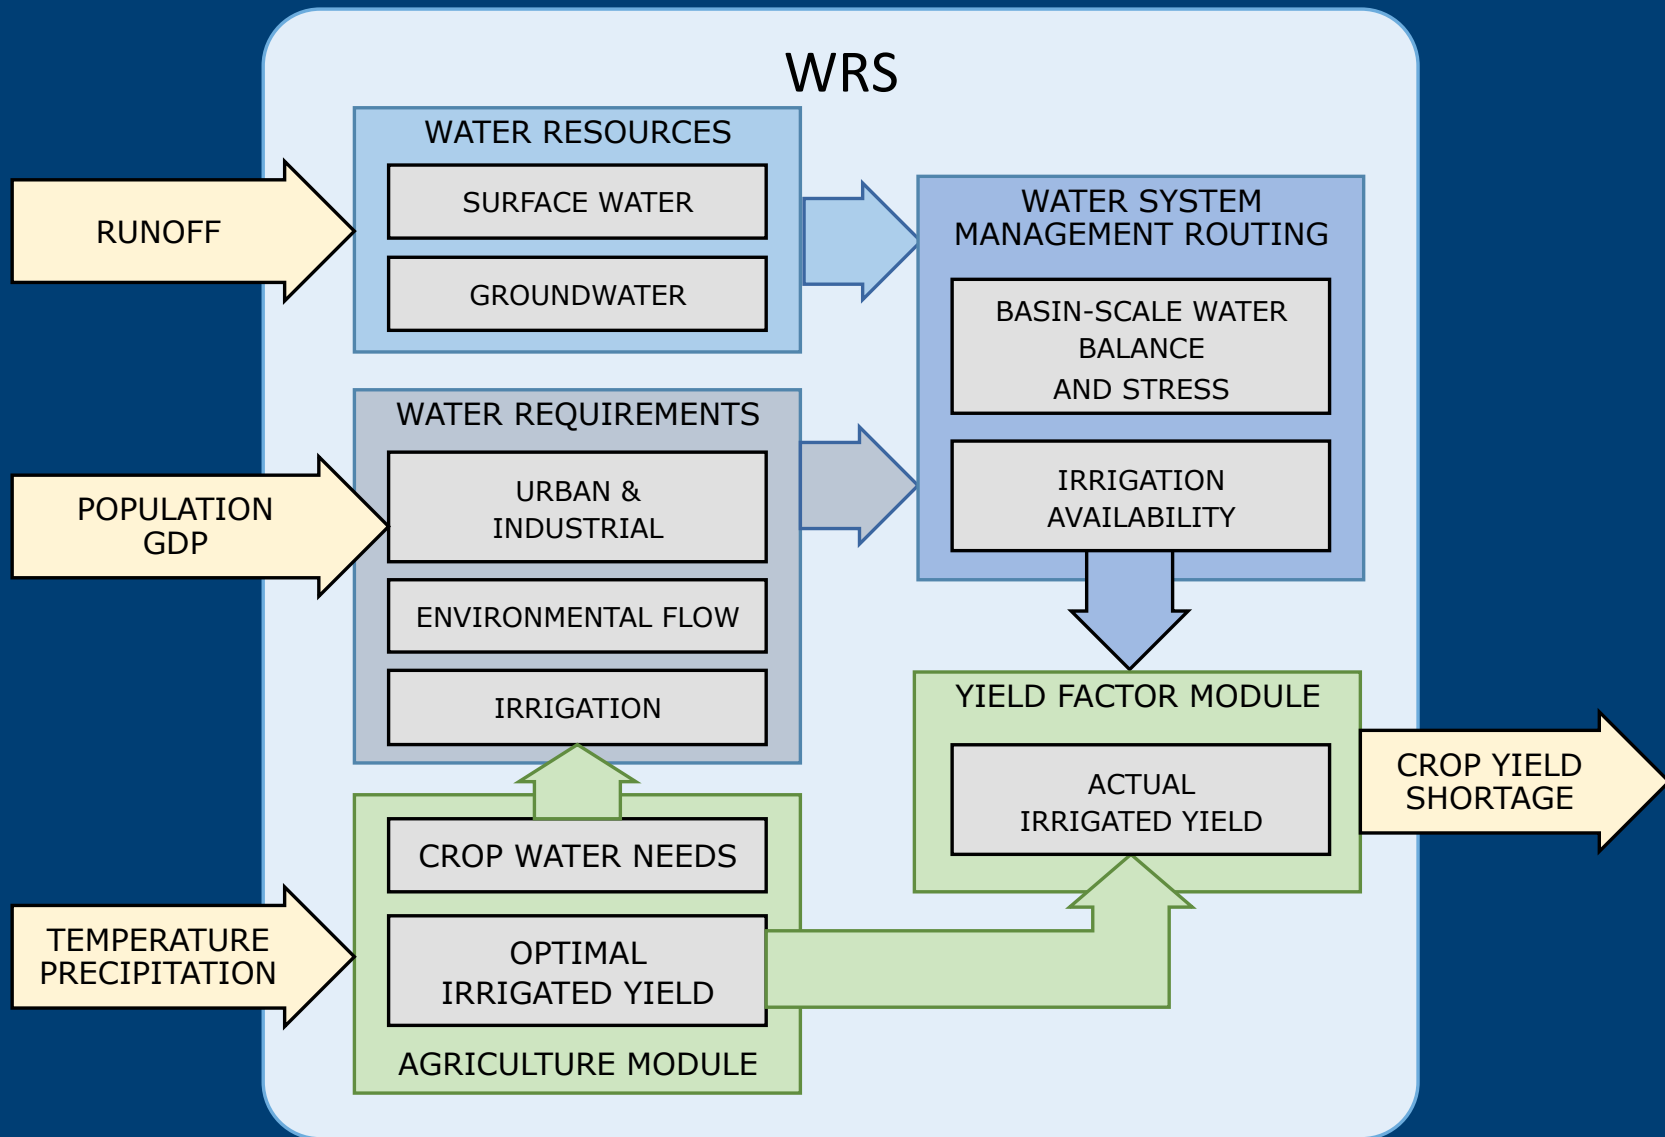 WRS
WATER RESOURCES
SURFACE WATER
GROUNDWATER
RUNOFF
WATER REQUIREMENTS
URBAN &
INDUSTRIAL
ENVIRONMENTAL FLOW
IRRIGATION
POPULATION
GDP
CROP WATER NEEDS
OPTIMAL
IRRIGATED YIELD
AGRICULTURE MODULE
TEMPERATURE
PRECIPITATION
WATER SYSTEM
MANAGEMENT ROUTING
BASIN-SCALE WATER
BALANCE
AND STRESS
IRRIGATION
AVAILABILITY
YIELD FACTOR MODULE
ACTUAL
IRRIGATED YIELD
CROP YIELD
SHORTAGE